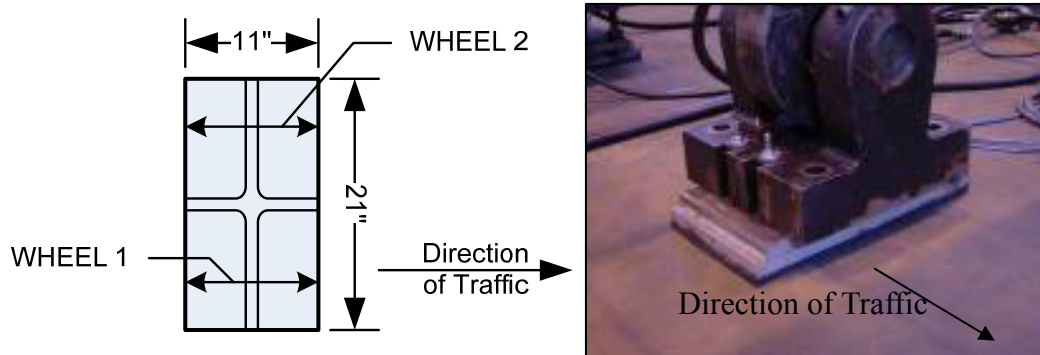 11"
WHEEL 2
21"
WHEEL 1
Direction
of Traffic
Direction of Traffic